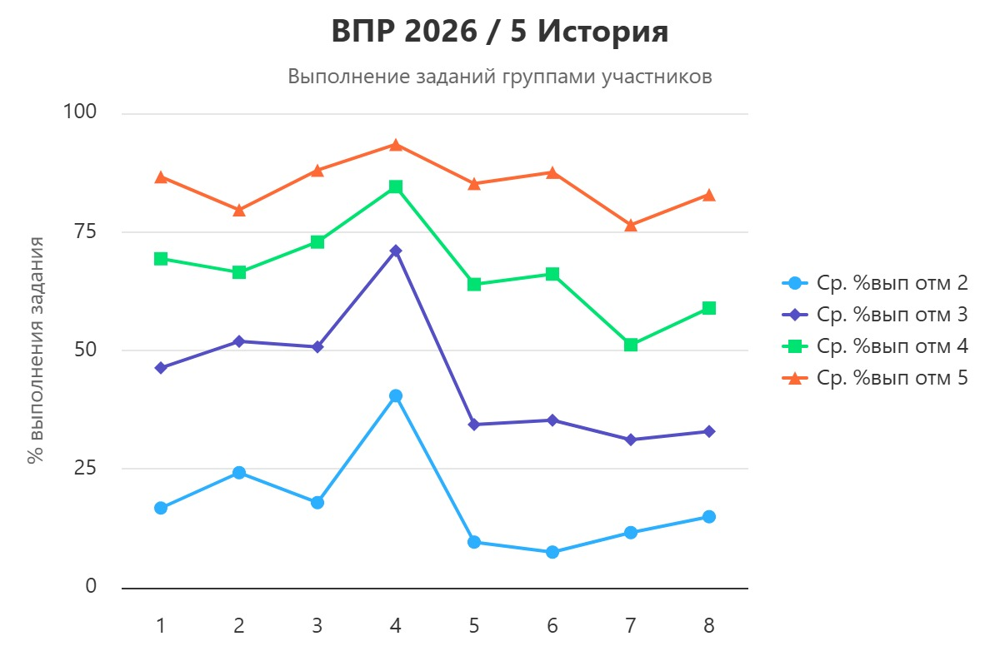 ВПР 2026 / 5 История
Выполнение заданий группами участников
% выполнения задания
100
75
50
25
0
1 2 3 4 5 6 7 8
Ср. %вып отм 2
Ср. %вып отм 3
Ср. %вып отм 4
Ср. %вып отм 5